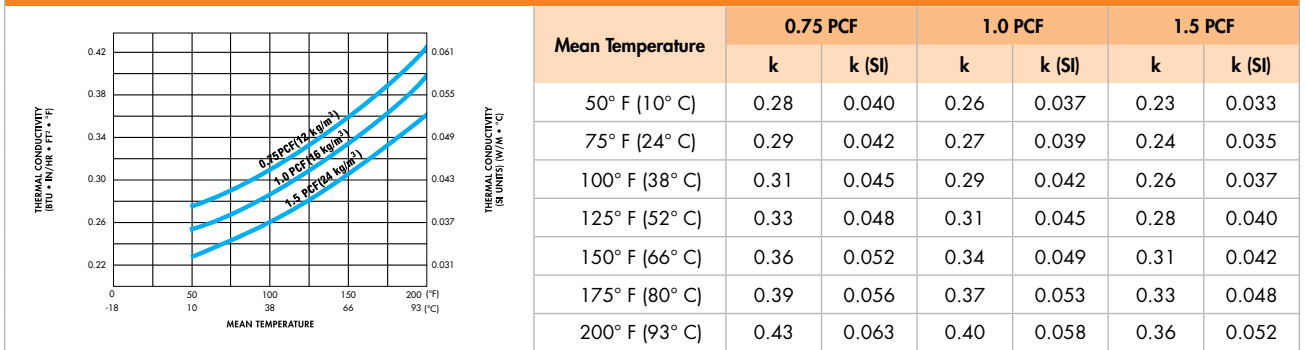 0.42
0.38
0.34
0.30
0.26
0.22
0.061
0.055
0.049
0.043
0.037
0.031
THERMAL CONDUCTIVITY
(BTU • IN/HR • FT² • °F)
THERMAL CONDUCTIVITY
(SI UNITS) (W/M • °C)
0.75PCF(12 kg/m³)
1.0 PCF(16 kg/m³)
1.5 PCF(24 kg/m³)
0 50 100 150 200 (°F)
-18 10 38 66 93 (°C)
MEAN TEMPERATURE
Mean Temperature 0.75 PCF 1.0 PCF 1.5 PCF
k k (SI) k k (SI) k k (SI)
50° F (10° C) 0.28 0.040 0.26 0.037 0.23 0.033
75° F (24° C) 0.29 0.042 0.27 0.039 0.24 0.035
100° F (38° C) 0.31 0.045 0.29 0.042 0.26 0.037
125° F (52° C) 0.33 0.048 0.31 0.045 0.28 0.040
150° F (66° C) 0.36 0.052 0.34 0.049 0.31 0.042
175° F (80° C) 0.39 0.056 0.37 0.053 0.33 0.048
200° F (93° C) 0.43 0.063 0.40 0.058 0.36 0.052